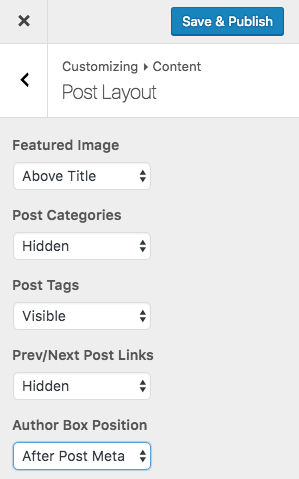 Save & Publish
Customizing ▸ Content
Post Layout
Featured Image
Above Title
Post Categories
Hidden
Post Tags
Visible
Prev/Next Post Links
Hidden
Author Box Position
After Post Meta